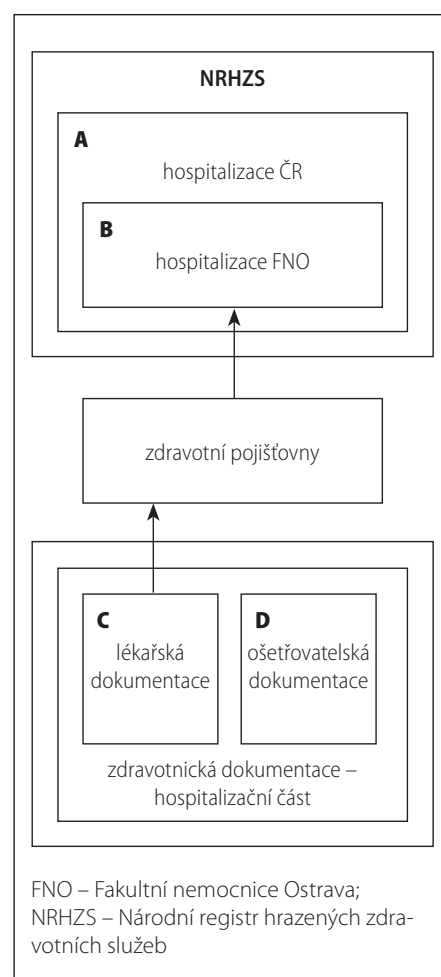 NRHZS
A
hospitalizace ČR
B
hospitalizace FNO
zdravotní pojišťovny
C
lékařská
dokumentace
D
ošetřovatelská
dokumentace
zdravotnická dokumentace –
hospitalizační část
FNO – Fakultní nemocnice Ostrava;
NRHZS – Národní registr hrazených zdra-
votních služeb